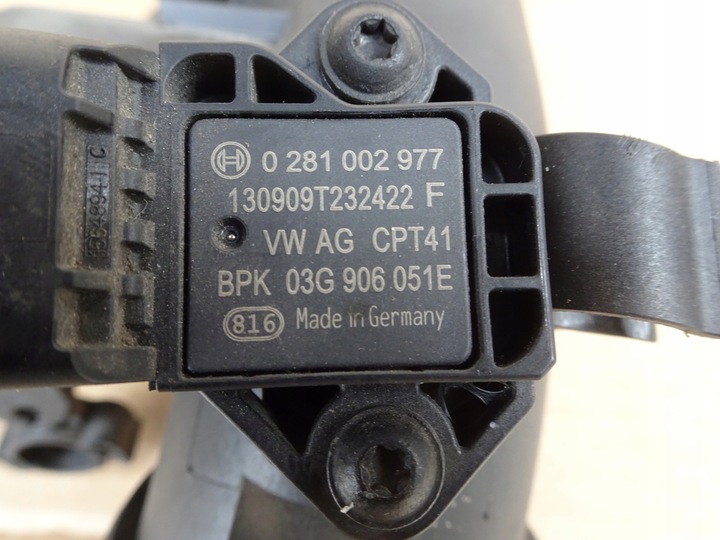 0 281 002 977
130909T232422 F
VW AG CPT41
BPK 03G 906 051E
816 Made in Germany